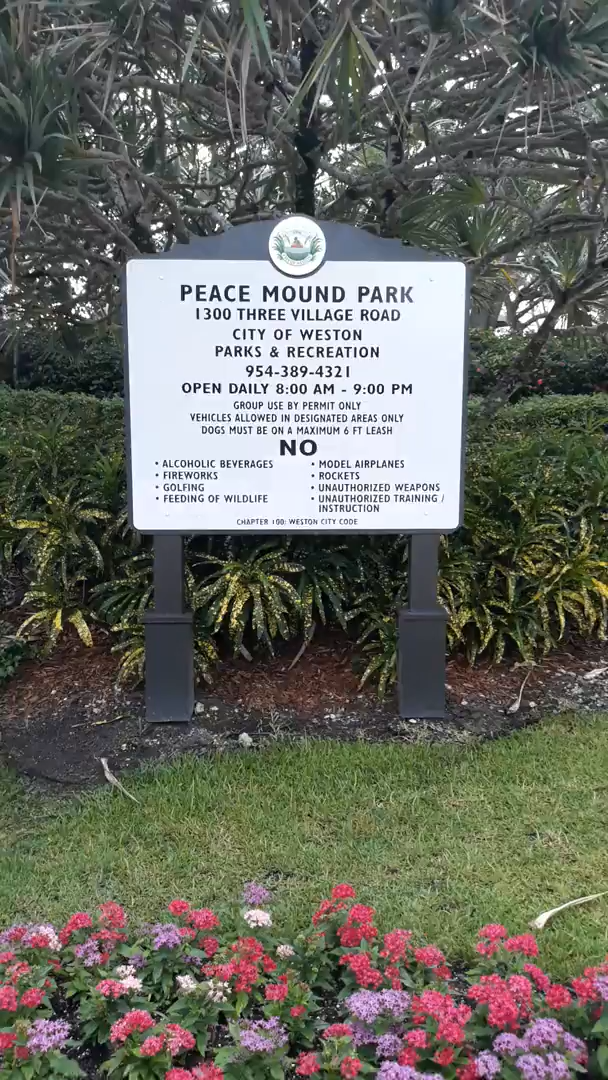 PEACE MOUND PARK
1300 THREE VILLAGE ROAD
CITY OF WESTON
PARKS & RECREATION
954-389-4321
OPEN DAILY 8:00 AM - 9:00 PM
GROUP USE BY PERMIT ONLY
VEHICLES ALLOWED IN DESIGNATED AREAS ONLY
DOGS MUST BE ON A MAXIMUM 6 FT LEASH
NO
• ALCOHOLIC BEVERAGES
• FIREWORKS
• GOLFING
• FEEDING OF WILDLIFE
• MODEL AIRPLANES
• ROCKETS
• UNAUTHORIZED WEAPONS
• UNAUTHORIZED TRAINING /
INSTRUCTION
CHAPTER 100: WESTON CITY CODE